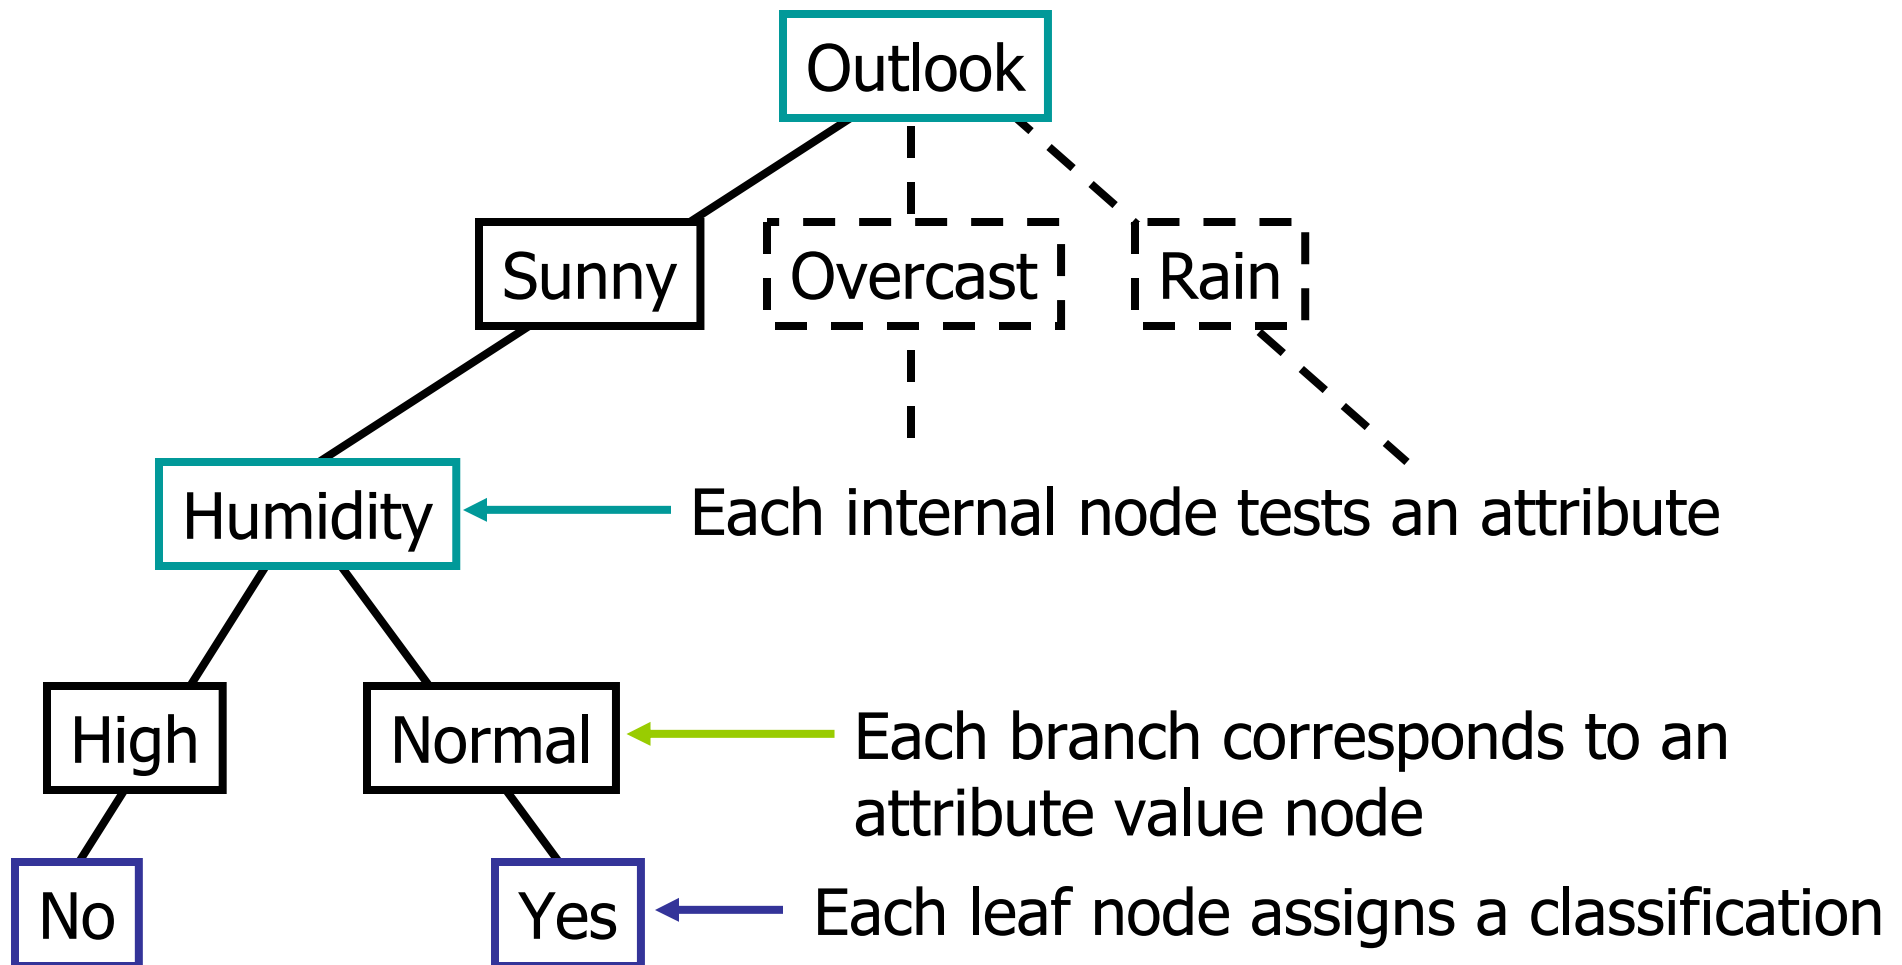 Outlook
Sunny
Overcast
Rain
Humidity
Each internal node tests an attribute
High
Normal
Each branch corresponds to an
attribute value node
No
Yes
Each leaf node assigns a classification